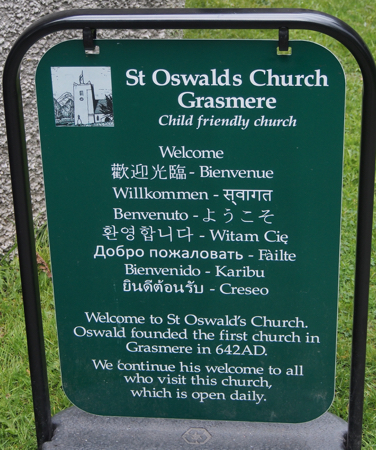 St Oswalds Church
Grasmere
Child friendly church
Welcome
歡迎光臨 - Bienvenue
Willkommen - स्वागत
Benvenuto - ようこそ
환영합니다 - Witam Cię
Добро пожаловать - Fàilte
Bienvenido - Karibu
ยินดีต้อนรับ - Creseo
Welcome to St Oswald's Church.
Oswald founded the first church in
Grasmere in 642AD.
We continue his welcome to all
who visit this church,
which is open daily.